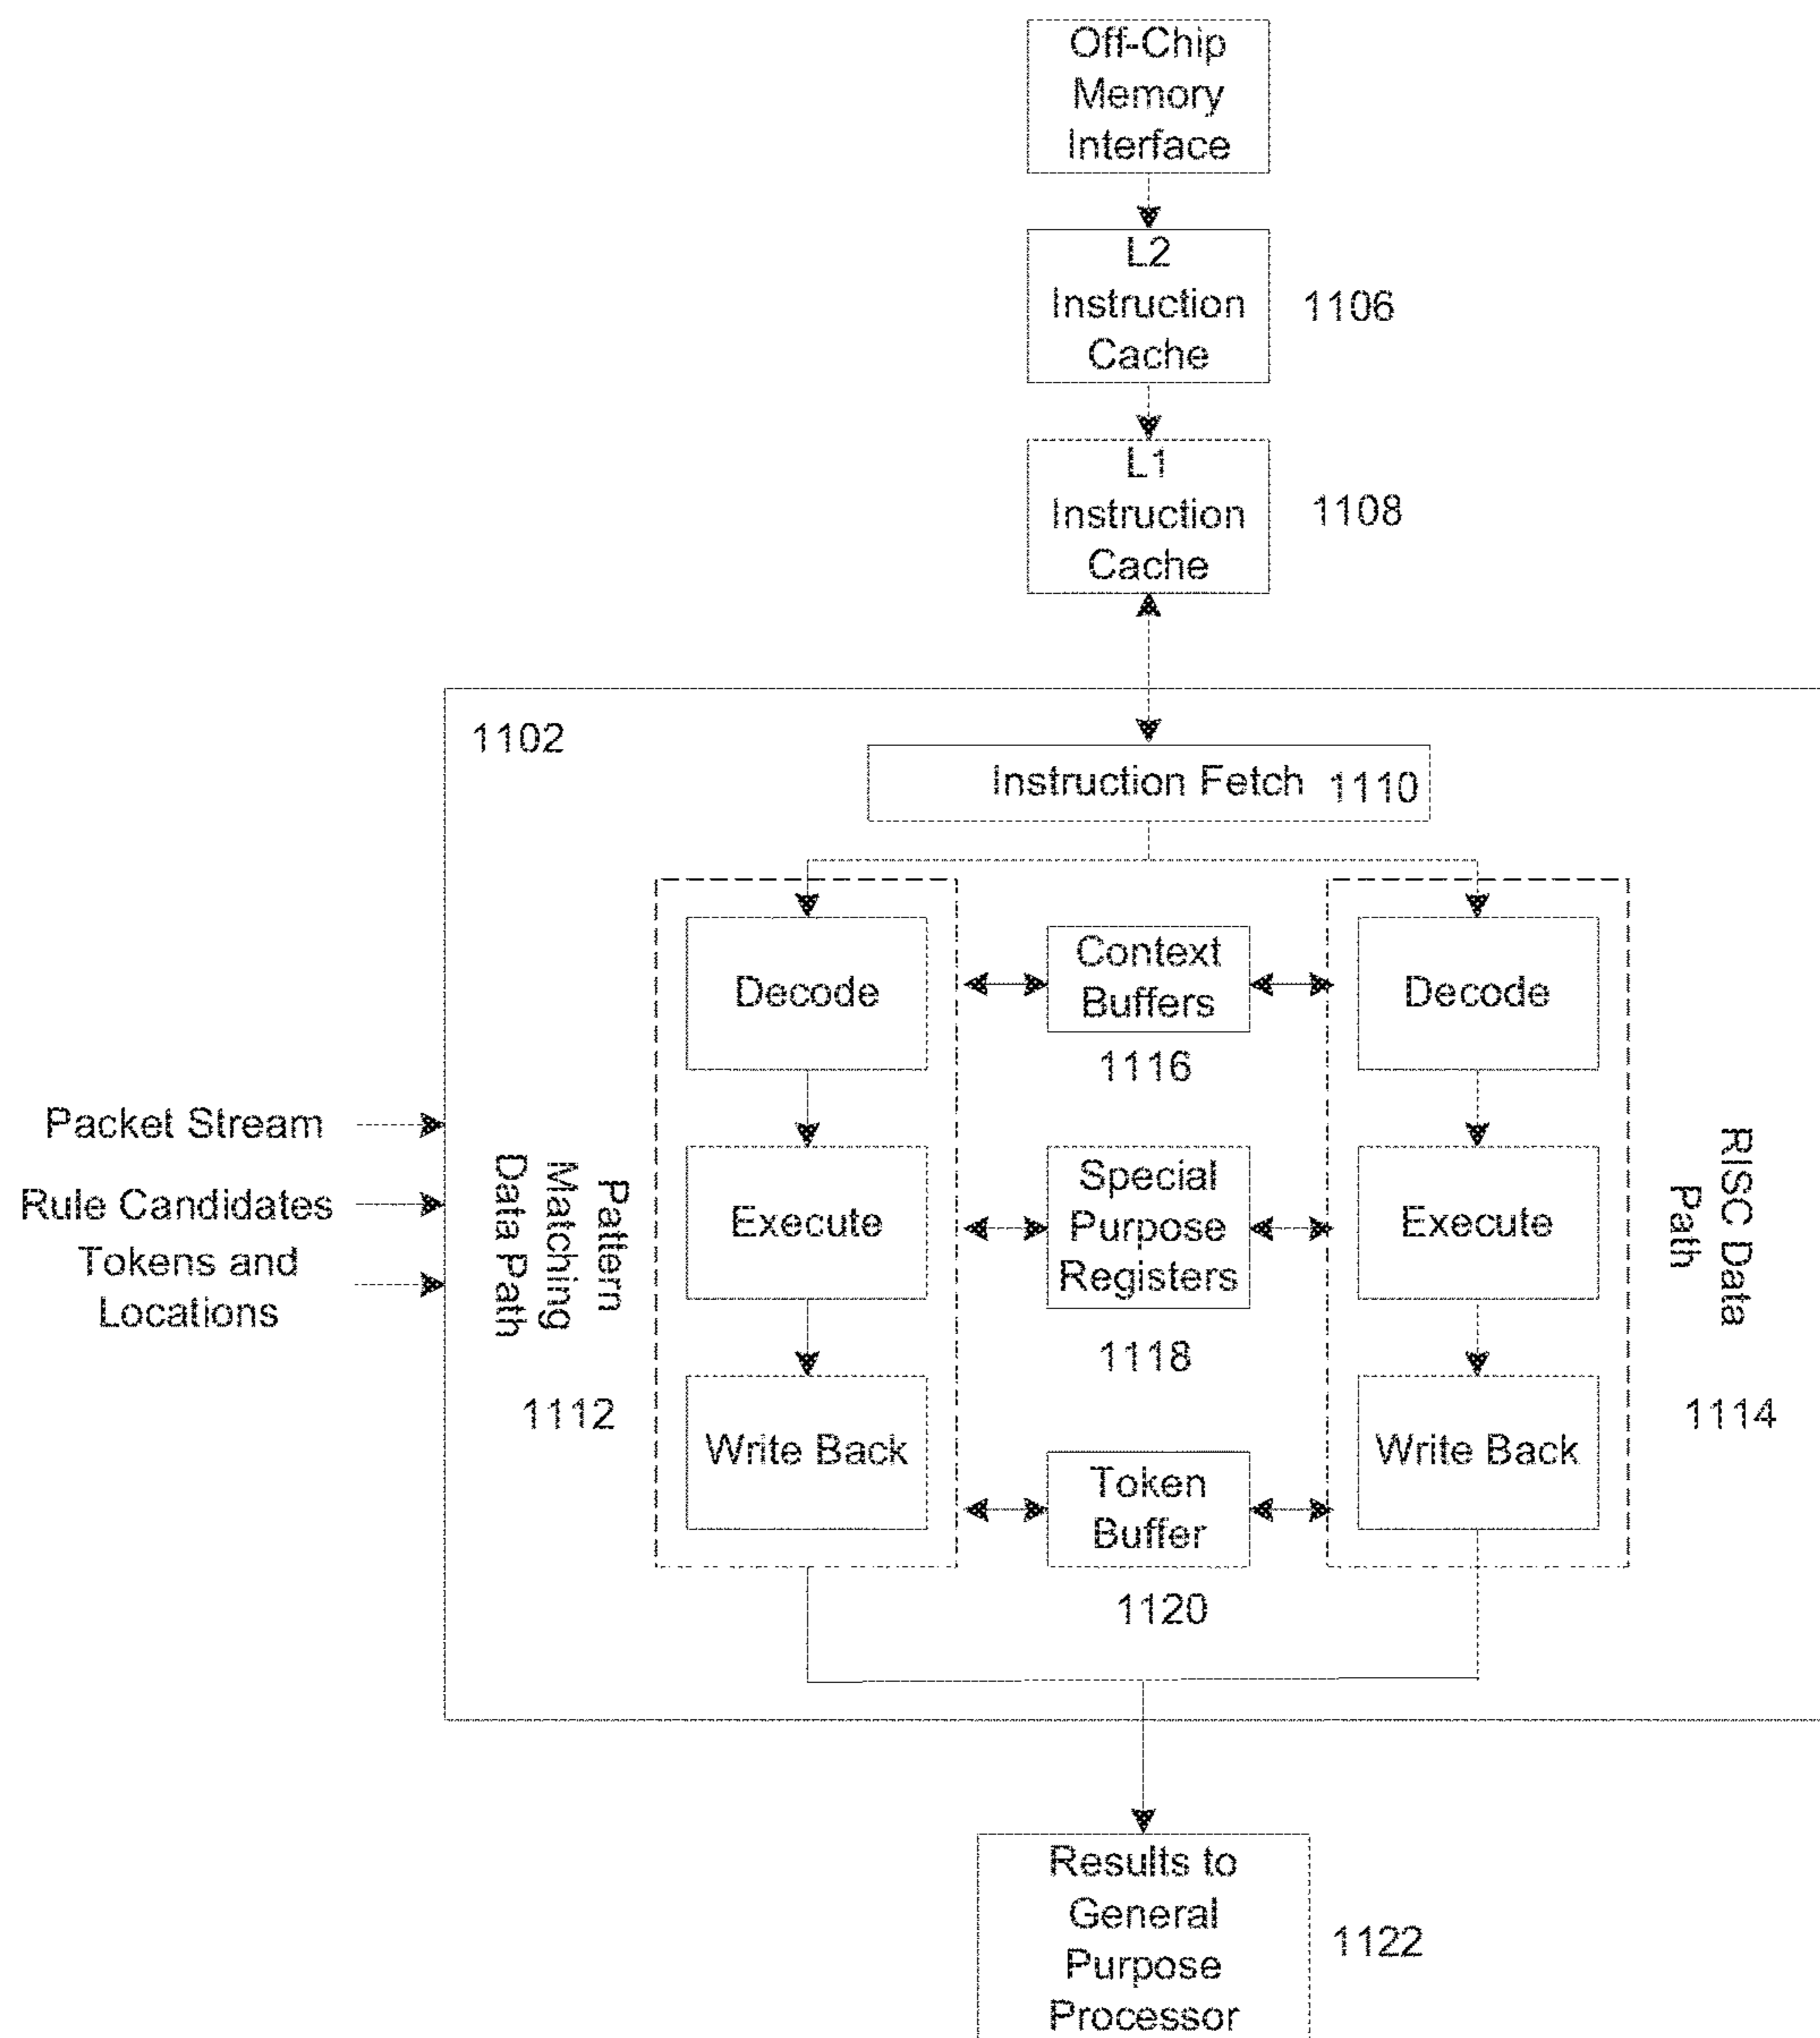 Off-Chip
Memory
Interface
L2
Instruction
Cache
1106
L1
Instruction
Cache
1108
1102
Instruction Fetch 1110
Decode
Context
Buffers
1116
Decode
Packet Stream
Rule Candidates
Tokens and
Locations
Pattern
Matching
Data Path
1112
Execute
Special
Purpose
Registers
1118
Execute
RISC Data
Path
1114
Write Back
Token
Buffer
1120
Write Back
Results to
General
Purpose
Processor
1122